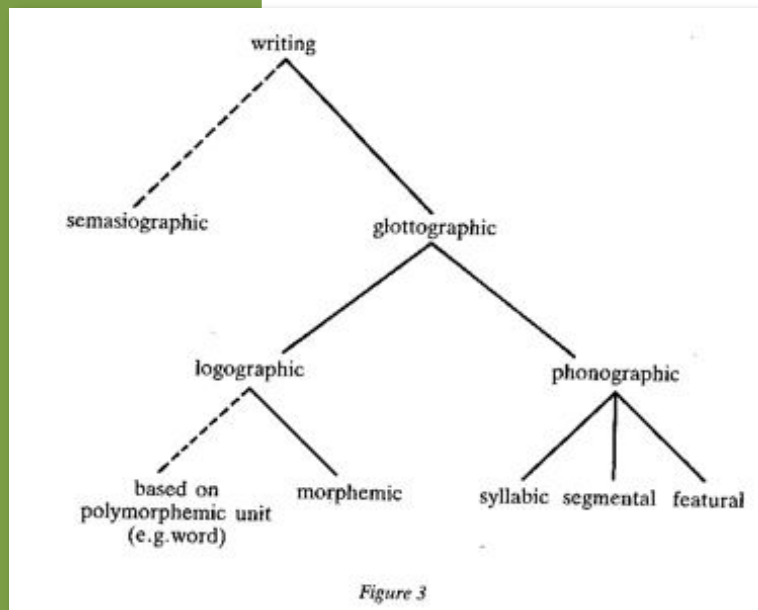 writing
semasiographic
glottographic
logographic
phonographic
based on
polymorphemic unit
(e.g.word)
morphemic
syllabic segmental featural
Figure 3